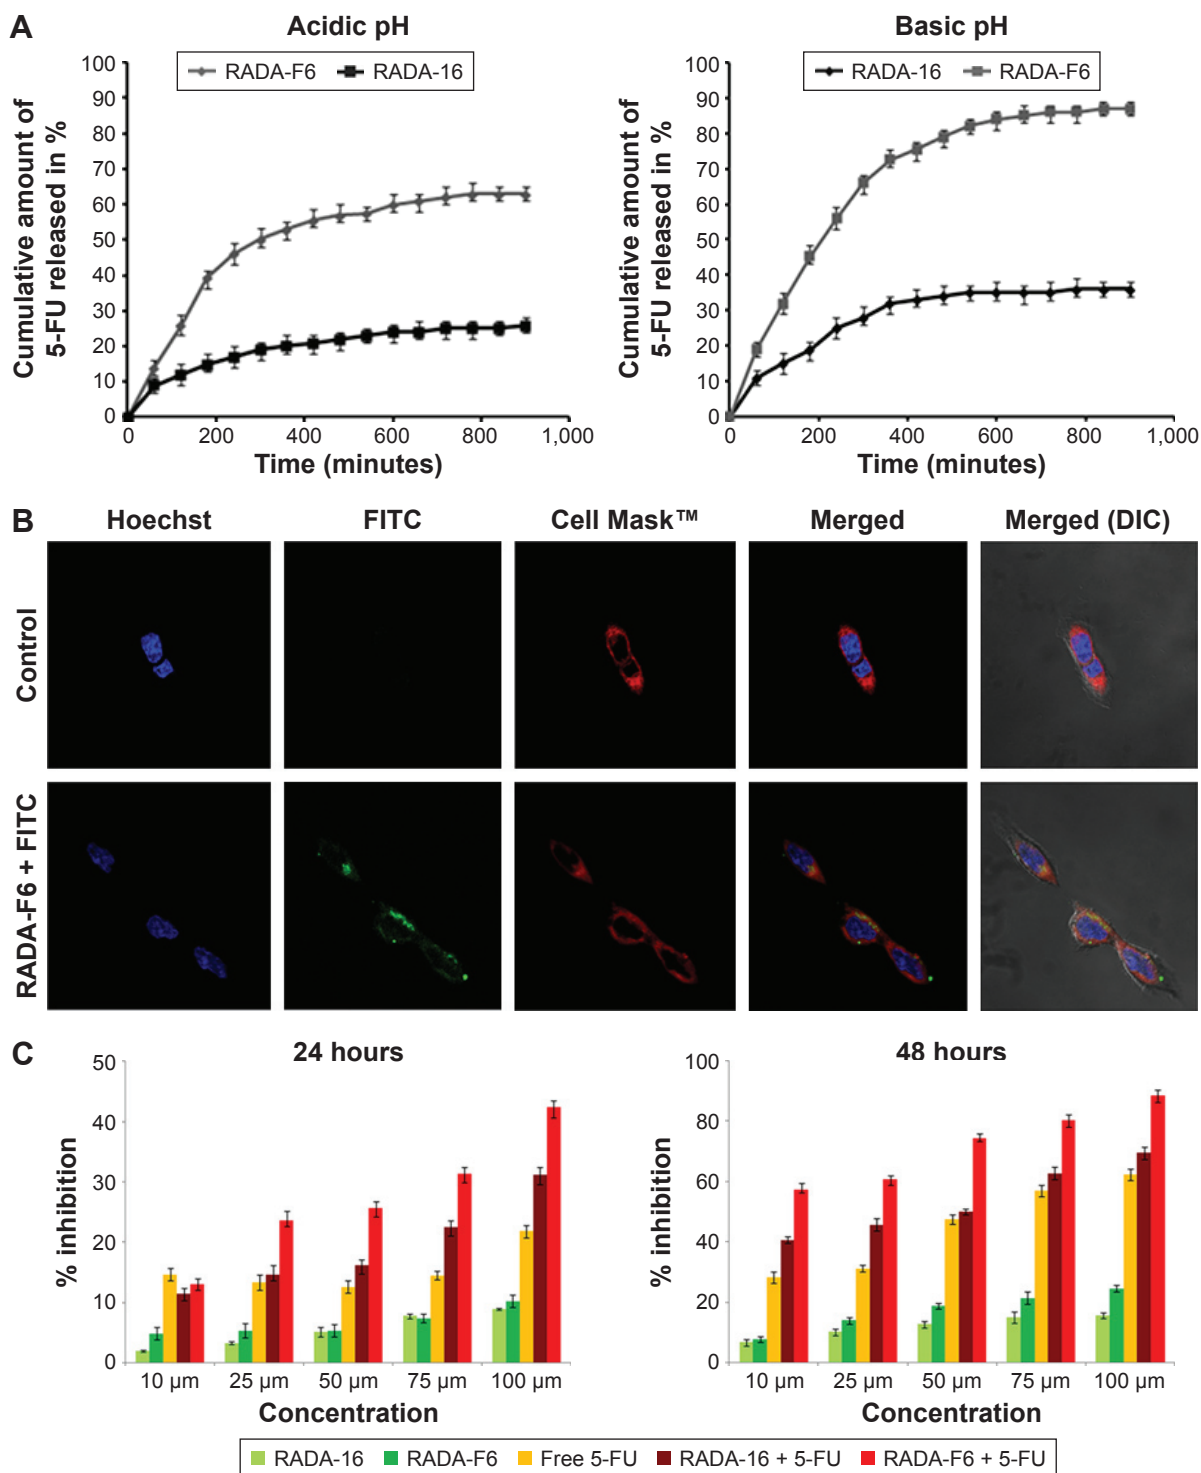 A
Acidic pH
Basic pH
RADA-F6 RADA-16
RADA-16 RADA-F6
Cumulative amount of
5-FU released in %
100
90
80
70
60
50
40
30
20
10
0
0 200 400 600 800 1,000
Time (minutes)
Cumulative amount of
5-FU released in %
100
90
80
70
60
50
40
30
20
10
0
0 200 400 600 800 1,000
Time (minutes)
B
Hoechst FITC Cell Mask™ Merged Merged (DIC)
Control
RADA-F6 + FITC
C
24 hours
% inhibition
50
40
30
20
10
0
10 µm 25 µm 50 µm 75 µm 100 µm
Concentration
48 hours
% inhibition
100
80
60
40
20
0
10 µm 25 µm 50 µm 75 µm 100 µm
Concentration
RADA-16 RADA-F6 Free 5-FU RADA-16 + 5-FU RADA-F6 + 5-FU